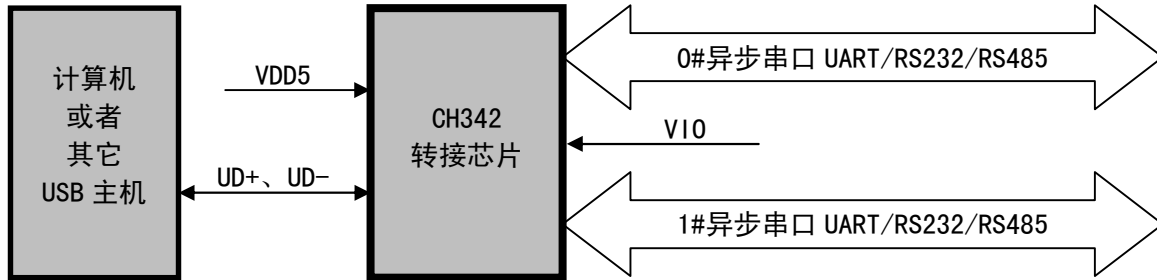 计算机
或者
其它
USB 主机
VDD5
UD+、UD-
CH342
转接芯片
0#异步串口 UART/RS232/RS485
VIO
1#异步串口 UART/RS232/RS485